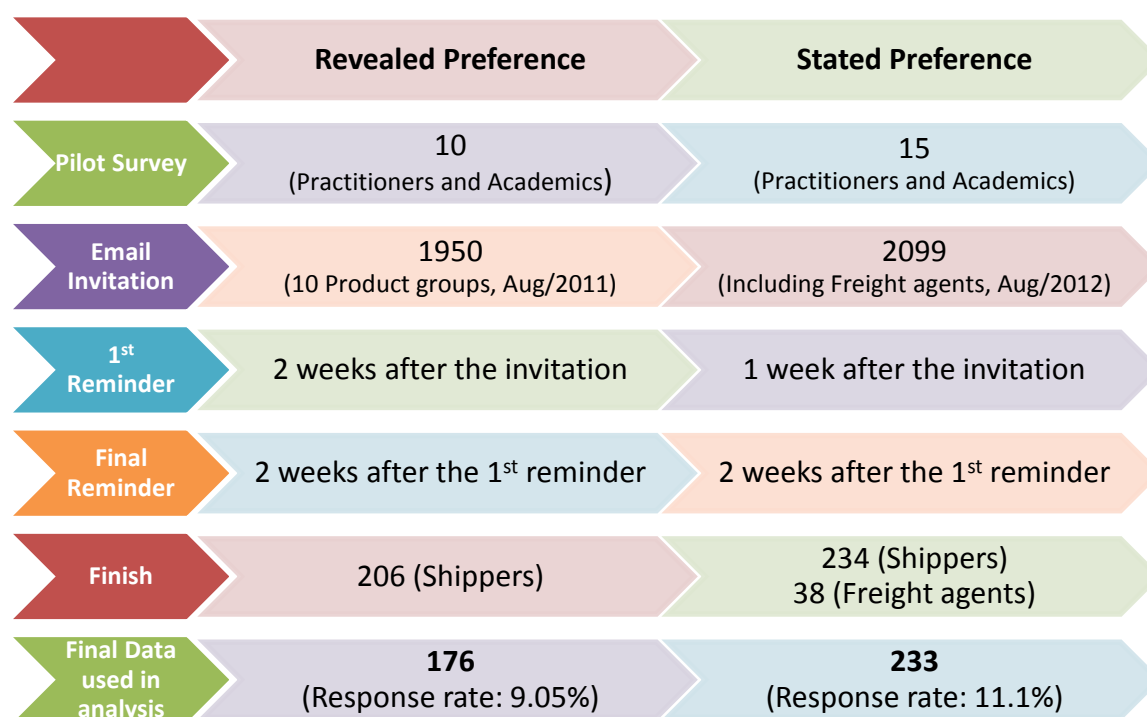 Revealed Preference
Stated Preference
Pilot Survey
10
(Practitioners and Academics)
15
(Practitioners and Academics)
Email
Invitation
1950
(10 Product groups, Aug/2011)
2099
(Including Freight agents, Aug/2012)
1st
Reminder
2 weeks after the invitation
1 week after the invitation
Final
Reminder
2 weeks after the 1st reminder
2 weeks after the 1st reminder
Finish
206 (Shippers)
234 (Shippers)
38 (Freight agents)
Final Data
used in
analysis
176
(Response rate: 9.05%)
233
(Response rate: 11.1%)